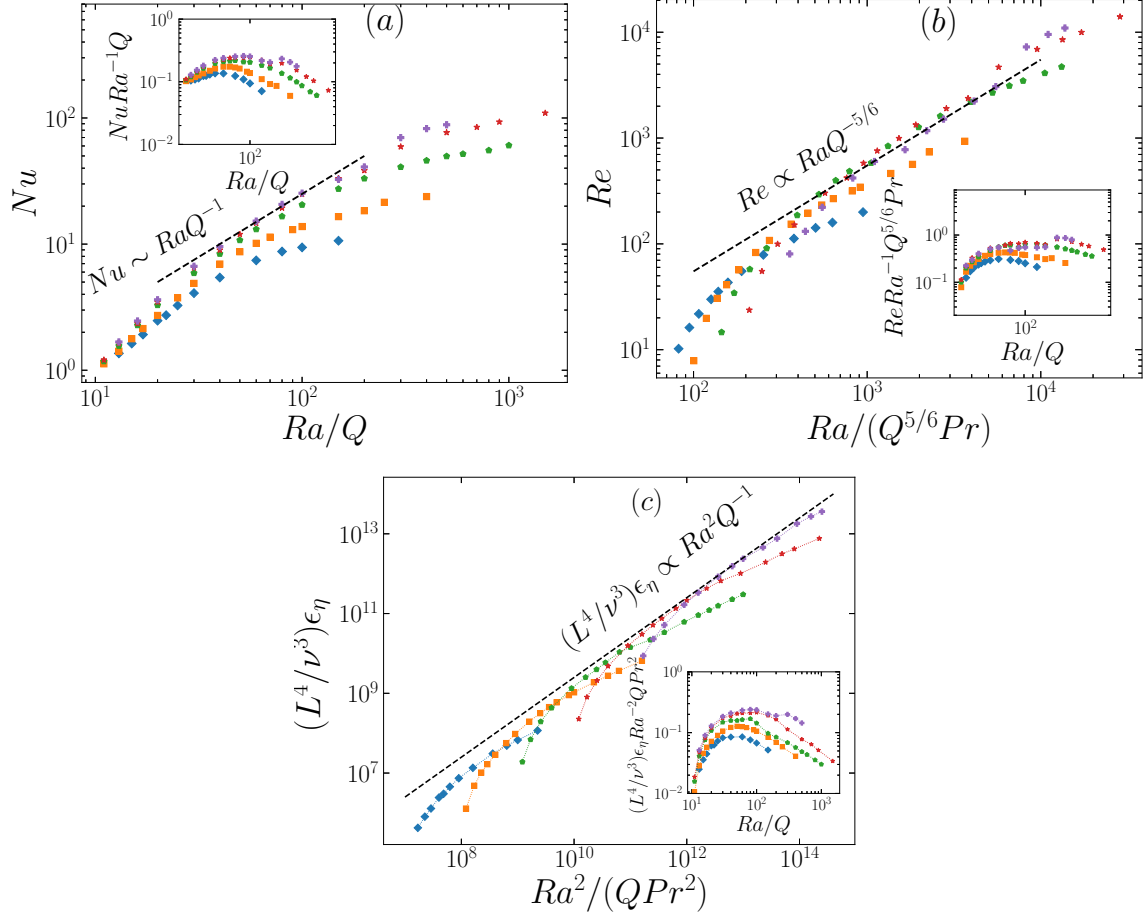 (a)
Nu
10^2
10^1
10^0
10^1
10^2
10^3
Ra/Q
Nu ∼ RaQ^{-1}
NuRa^{-1}Q
10^0
10^{-1}
10^{-2}
10^2
Ra/Q
(b)
Re
10^4
10^3
10^2
10^1
10^2
10^3
10^4
Ra/(Q^{5/6}Pr)
Re ∝ RaQ^{-5/6}
ReRa^{-1}Q^{5/6}Pr
10^0
10^{-1}
10^2
Ra/Q
(c)
(L^4/ν^3)ϵ_η
10^{13}
10^{11}
10^9
10^7
10^8
10^{10}
10^{12}
10^{14}
Ra^2/(QPr^2)
(L^4/ν^3)ϵ_η ∝ Ra^2Q^{-1}
(L^4/ν^3)ϵ_ηRa^{-2}QPr^2
10^0
10^{-1}
10^{-2}
10^1
10^2
10^3
Ra/Q